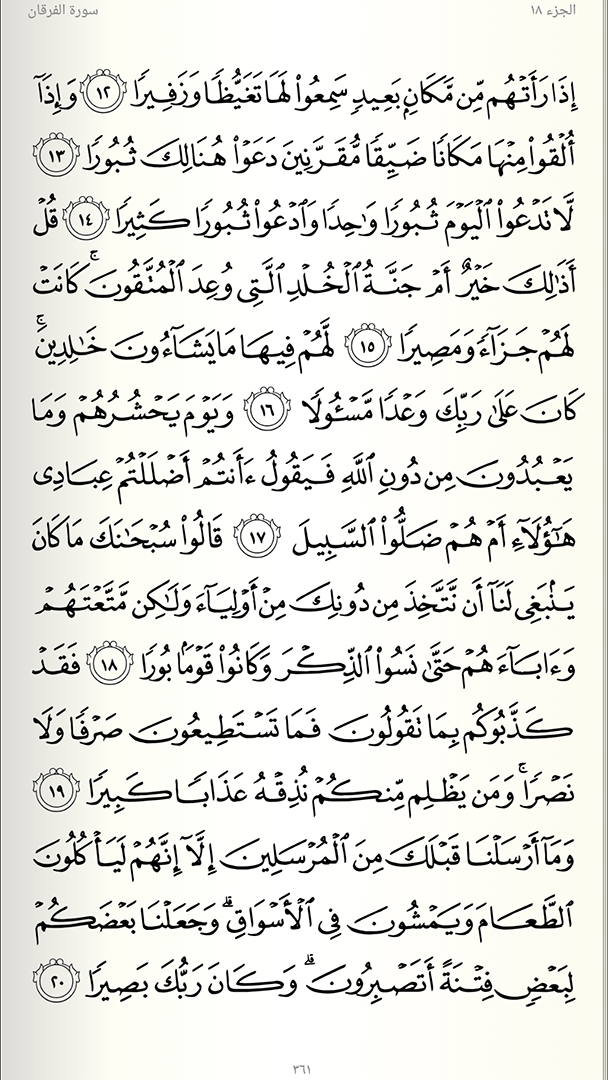 سورة الفرقان الجزء ١٨
إِذَا رَأَتْهُم مِّن مَّكَانٍۭ بَعِيدٍ سَمِعُوا۟ لَهَا تَغَيُّظًا وَزَفِيرًا ١٢ وَإِذَآ
أُلْقُوا۟ مِنْهَا مَكَانًا ضَيِّقًا مُّقَرَّنِينَ دَعَوْا۟ هُنَالِكَ ثُبُورًا ١٣
لَّا تَدْعُوا۟ ٱلْيَوْمَ ثُبُورًا وَٰحِدًا وَٱدْعُوا۟ ثُبُورًا كَثِيرًا ١٤ قُلْ
أَذَٰلِكَ خَيْرٌ أَمْ جَنَّةُ ٱلْخُلْدِ ٱلَّتِى وُعِدَ ٱلْمُتَّقُونَ ۚ كَانَتْ
لَهُمْ جَزَآءً وَمَصِيرًا ١٥ لَّهُمْ فِيهَا مَا يَشَآءُونَ خَٰلِدِينَ ۚ
كَانَ عَلَىٰ رَبِّكَ وَعْدًا مَّسْـُٔولًا ١٦ وَيَوْمَ يَحْشُرُهُمْ وَمَا
يَعْبُدُونَ مِن دُونِ ٱللَّهِ فَيَقُولُ ءَأَنتُمْ أَضْلَلْتُمْ عِبَادِى
هَٰٓؤُلَآءِ أَمْ هُمْ ضَلُّوا۟ ٱلسَّبِيلَ ١٧ قَالُوا۟ سُبْحَٰنَكَ مَا كَانَ
يَنۢبَغِى لَنَآ أَن نَّتَّخِذَ مِن دُونِكَ مِنْ أَوْلِيَآءَ وَلَٰكِن مَّتَّعْتَهُمْ
وَءَابَآءَهُمْ حَتَّىٰ نَسُوا۟ ٱلذِّكْرَ وَكَانُوا۟ قَوْمًۢا بُورًا ١٨ فَقَدْ
كَذَّبُوكُم بِمَا تَقُولُونَ فَمَا تَسْتَطِيعُونَ صَرْفًا وَلَا
نَصْرًا ۚ وَمَن يَظْلِم مِّنكُمْ نُذِقْهُ عَذَابًا كَبِيرًا ١٩
وَمَآ أَرْسَلْنَا قَبْلَكَ مِنَ ٱلْمُرْسَلِينَ إِلَّآ إِنَّهُمْ لَيَأْكُلُونَ
ٱلطَّعَامَ وَيَمْشُونَ فِى ٱلْأَسْوَاقِ ۗ وَجَعَلْنَا بَعْضَكُمْ
لِبَعْضٍ فِتْنَةً أَتَصْبِرُونَ ۗ وَكَانَ رَبُّكَ بَصِيرًا ٢٠
٣٦١